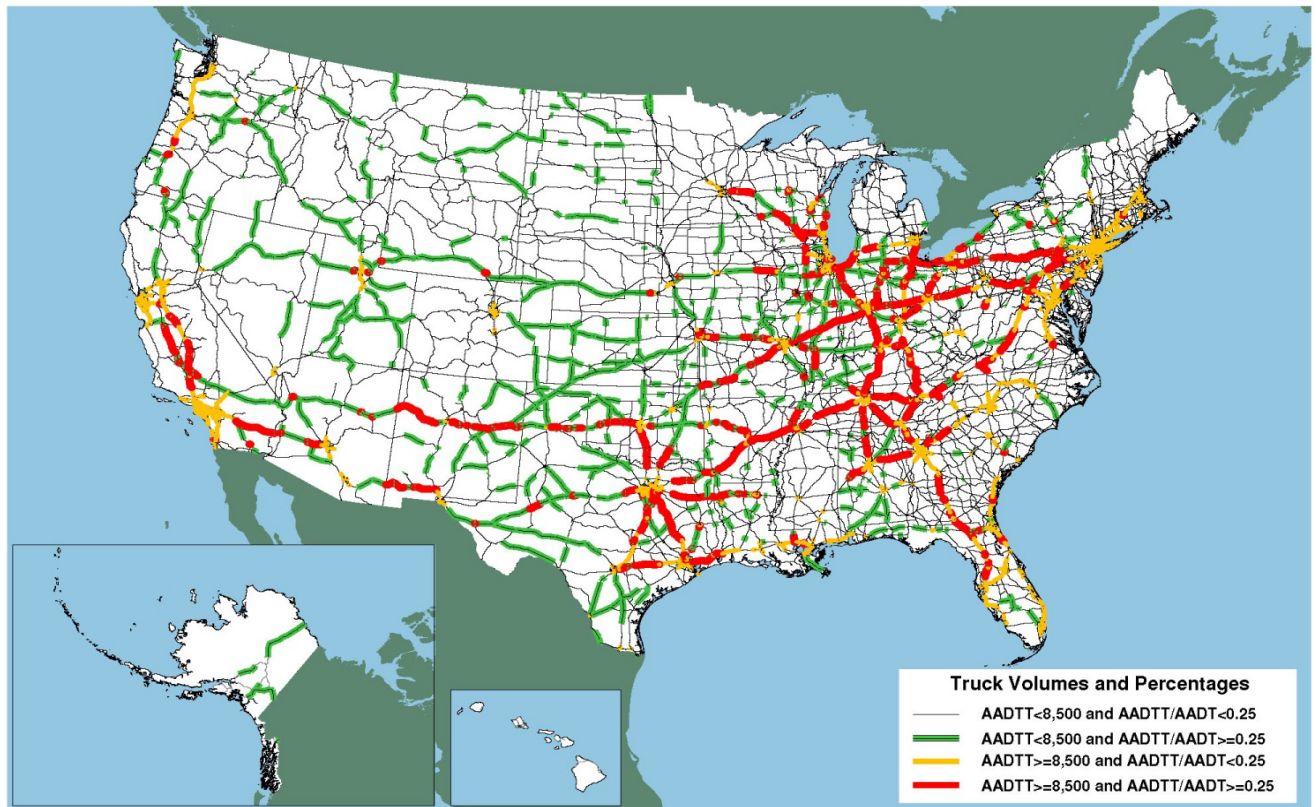 Truck Volumes and Percentages
AADTT<8,500 and AADTT/AADT<0.25
AADTT<8,500 and AADTT/AADT>=0.25
AADTT>=8,500 and AADTT/AADT<0.25
AADTT>=8,500 and AADTT/AADT>=0.25